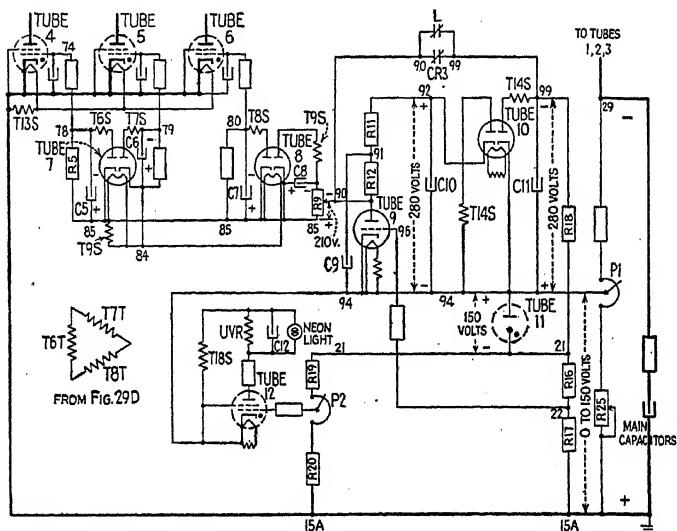 TUBE 4
TUBE 5
TUBE 6
74
L
90
CR3
99
TO TUBES
1,2,3
T13S
78
T6S
T7S
79
TUBE 7
R5
C6
C5
85
T9S
84
80
T8S
TUBE 8
T9S
C7
C8
90
R9
85
210V.
85
92
R11
91
R12
TUBE 9
96
C9
94
280 VOLTS
C10
T14S
TUBE 10
T14S
99
C11
280 VOLTS
R18
29
P1
94
150 VOLTS
TUBE 11
T6T
T7T
T8T
FROM FIG. 29D
T18S
UVR
C12
NEON LIGHT
TUBE 12
21
R19
P2
R20
15A
21
R16
22
R17
15A
0 TO 150 VOLTS
R25
MAIN CAPACITORS